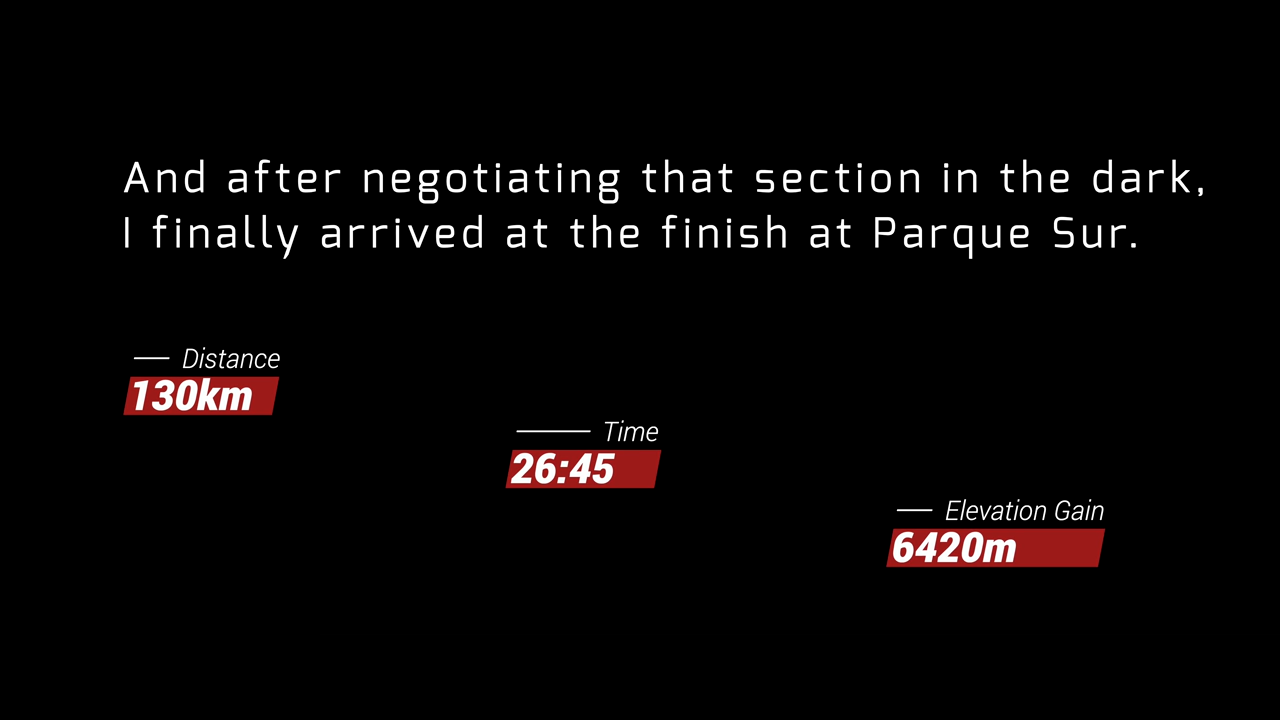 And after negotiating that section in the dark,
I finally arrived at the finish at Parque Sur.
Distance
130km
Time
26:45
Elevation Gain
6420m